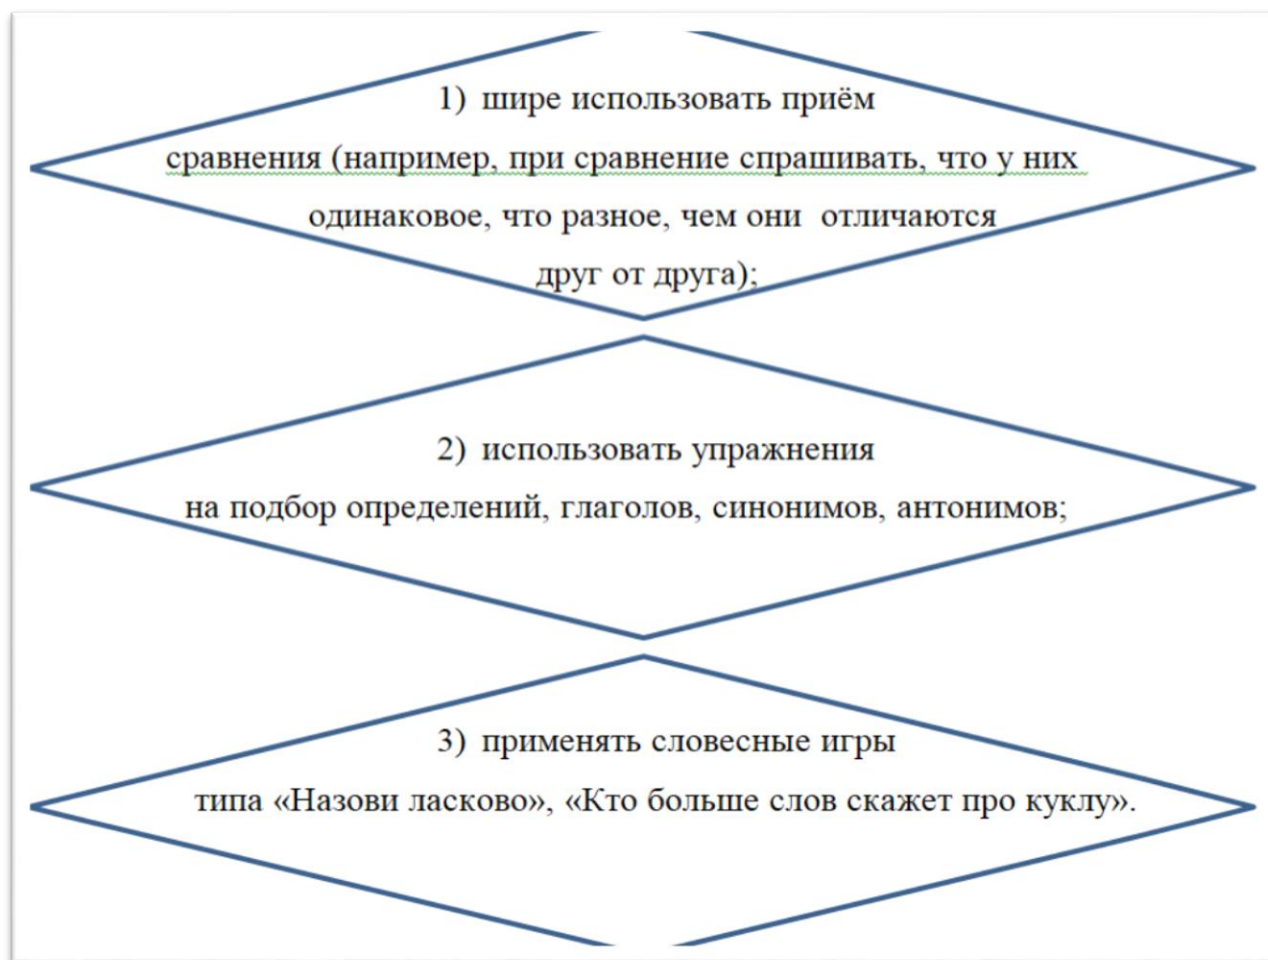 1) шире использовать приём
сравнения (например, при сравнение спрашивать, что у них
одинаковое, что разное, чем они отличаются
друг от друга);
2) использовать упражнения
на подбор определений, глаголов, синонимов, антонимов;
3) применять словесные игры
типа «Назови ласково», «Кто больше слов скажет про куклу».